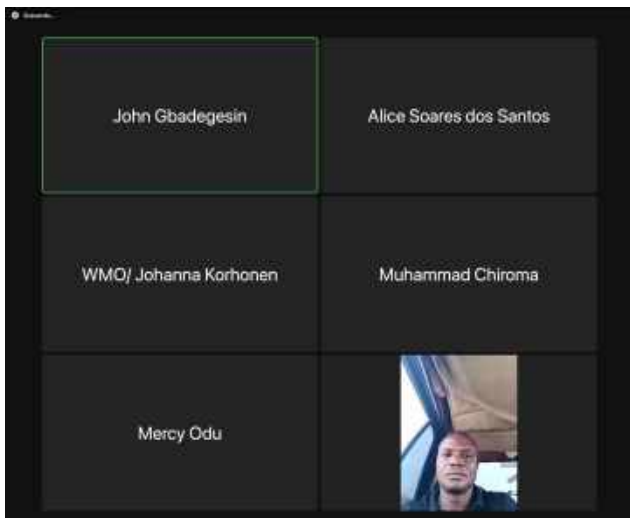 John Gbadegesin
Alice Soares dos Santos
WMO/ Johanna Korhonen
Muhammad Chiroma
Mercy Odu